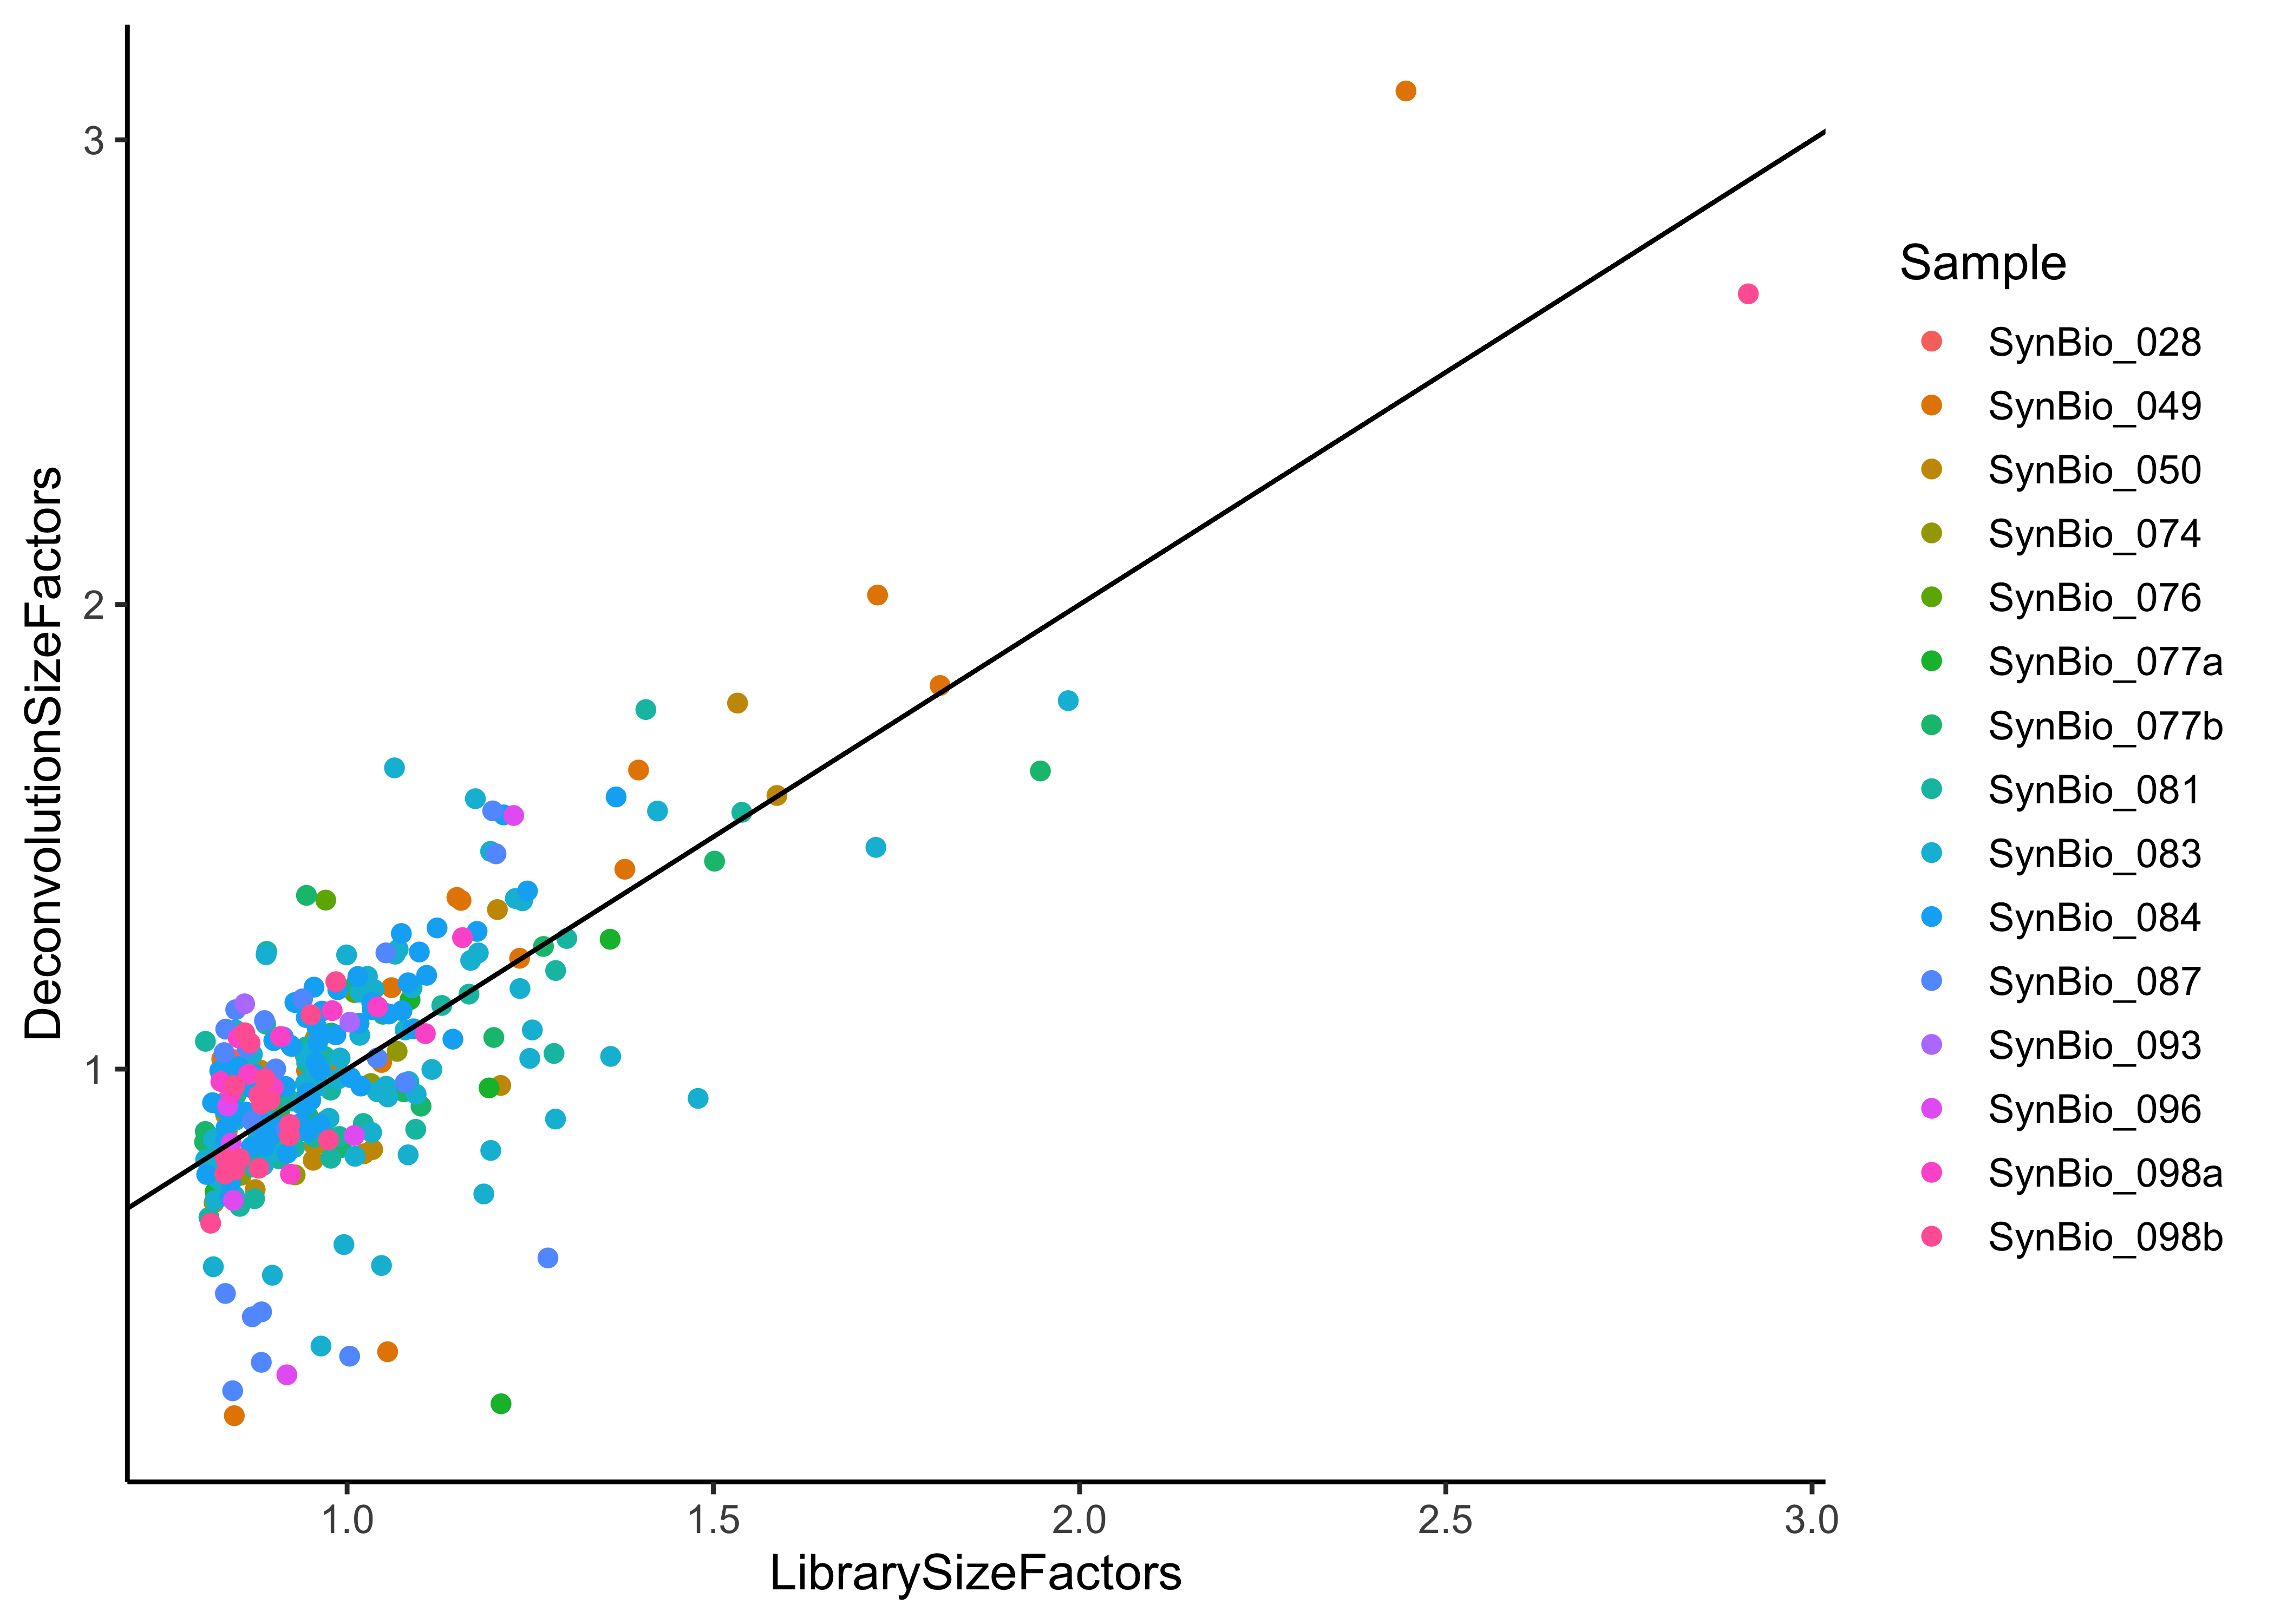 DeconvolutionSizeFactors
3
2
1
1.0
1.5
2.0
2.5
3.0
LibrarySizeFactors
Sample
SynBio_028
SynBio_049
SynBio_050
SynBio_074
SynBio_076
SynBio_077a
SynBio_077b
SynBio_081
SynBio_083
SynBio_084
SynBio_087
SynBio_093
SynBio_096
SynBio_098a
SynBio_098b